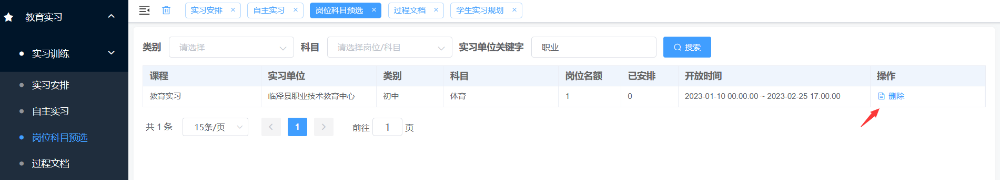 教育实习
实习训练
实习安排
自主实习
岗位科目预选
过程文档
实习安排 × 自主实习 × 岗位科目预选 × 过程文档 × 学生实习规划 ×
类别 请选择 科目 请选择岗位/科目 实习单位关键字 职业 搜索
课程 实习单位 类别 科目 岗位名额 已安排 开放时间 操作
教育实习 临泽县职业技术教育中心 初中 体育 1 0 2023-01-10 00:00:00 ~ 2023-02-25 17:00:00 删除
共 1 条 15条/页 < 1 > 前往 1 页